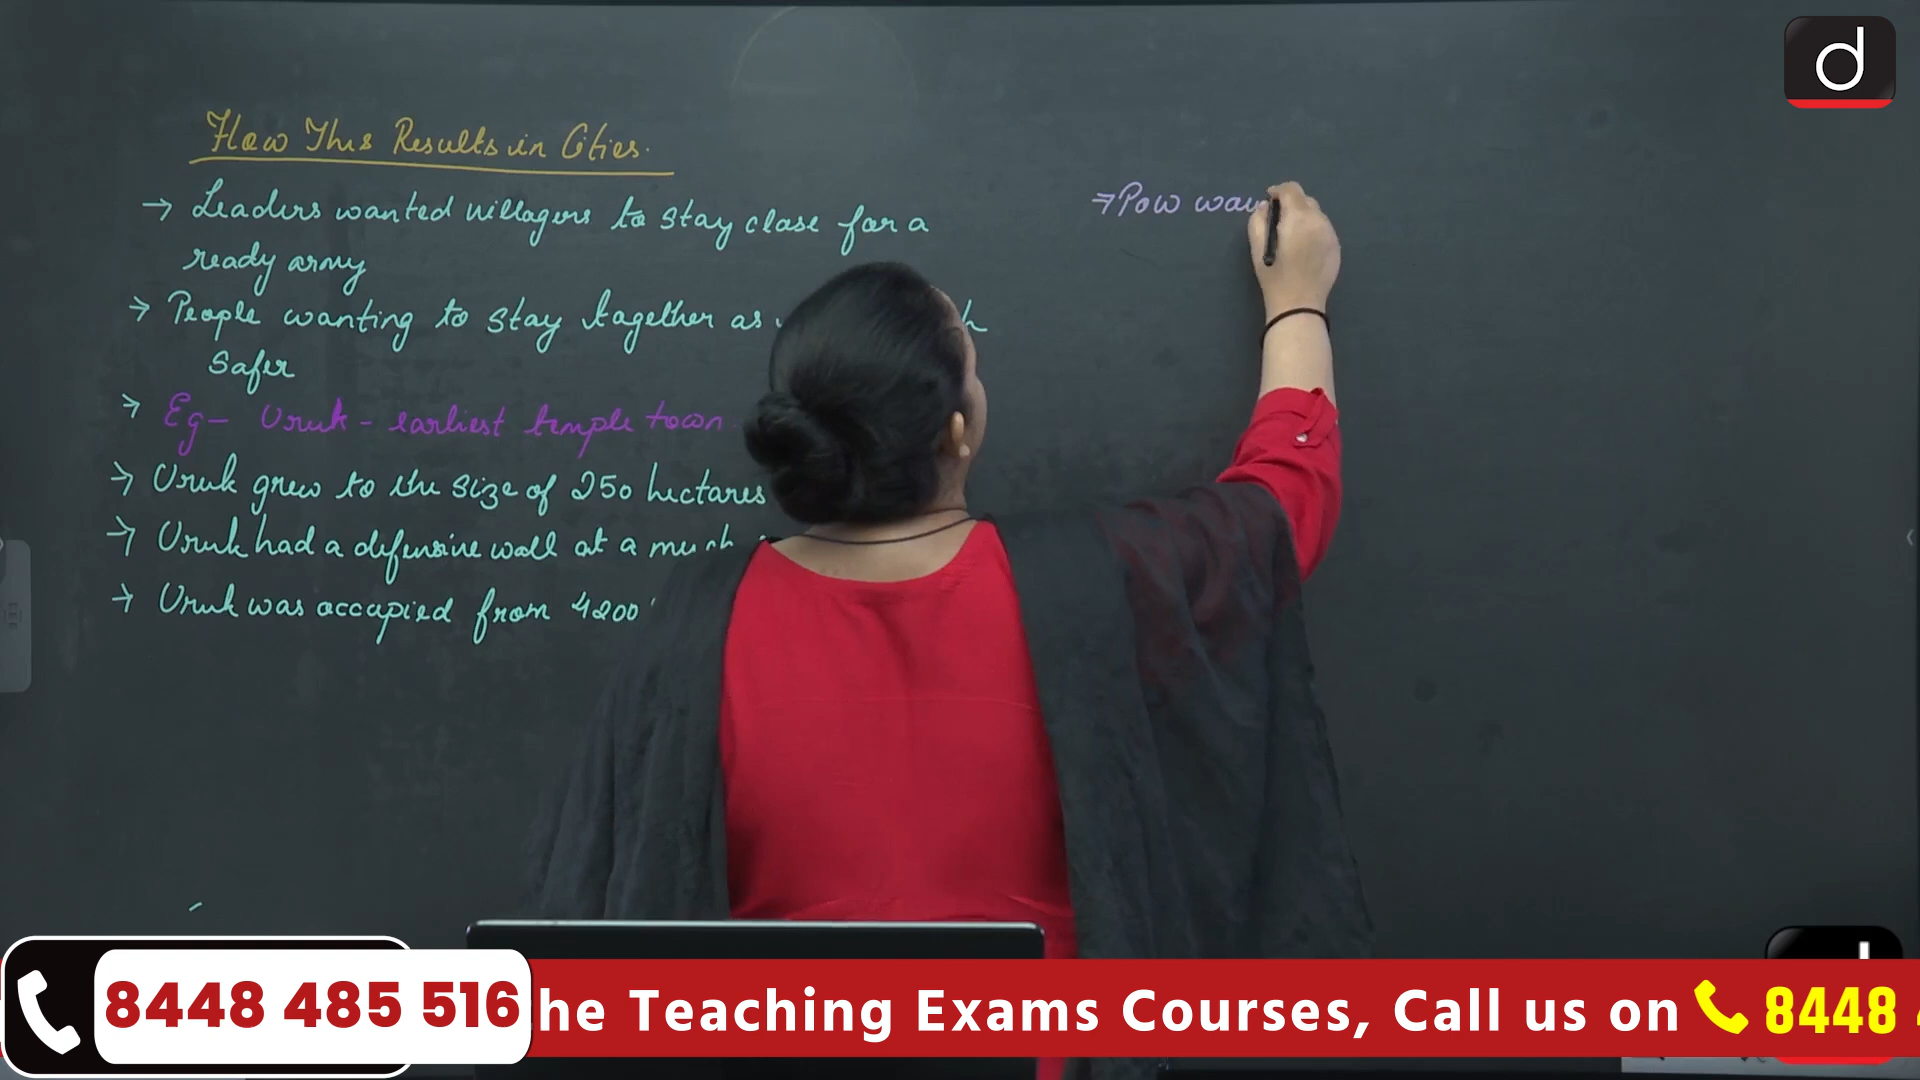 How This Results in Cities.
→ Leaders wanted villagers to stay close for a
ready army
→ People wanting to stay together as
safer
→ Eg- Uruk - earliest temple town.
→ Uruk grew to the size of 250 hectares
→ Uruk had a defensive wall at a much
→ Uruk was occupied from 4200
→ Pow wa
d
8448 485 516
he Teaching Exams Courses, Call us on 8448